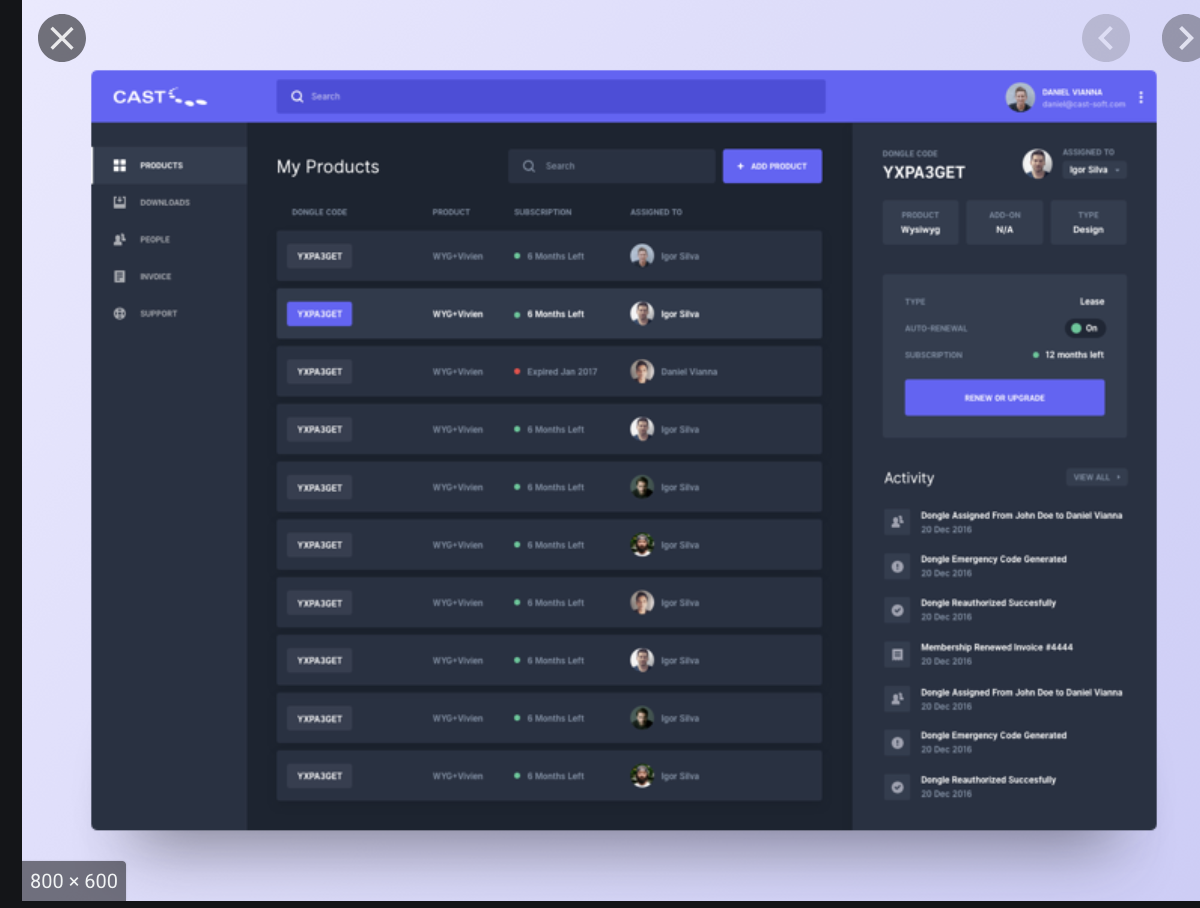 CAST
Search
DANIEL VIANNA
daniel@cast-soft.com
PRODUCTS
DOWNLOADS
PEOPLE
INVOICE
SUPPORT
My Products
Search
+ ADD PRODUCT
DONGLE CODE PRODUCT SUBSCRIPTION ASSIGNED TO
YXPA3GET WYG+Vivien 6 Months Left Igor Silva
YXPA3GET WYG+Vivien 6 Months Left Igor Silva
YXPA3GET WYG+Vivien Expired Jan 2017 Daniel Vianna
YXPA3GET WYG+Vivien 6 Months Left Igor Silva
YXPA3GET WYG+Vivien 6 Months Left Igor Silva
YXPA3GET WYG+Vivien 6 Months Left Igor Silva
YXPA3GET WYG+Vivien 6 Months Left Igor Silva
YXPA3GET WYG+Vivien 6 Months Left Igor Silva
YXPA3GET WYG+Vivien 6 Months Left Igor Silva
YXPA3GET WYG+Vivien 6 Months Left Igor Silva
DONGLE CODE
YXPA3GET
ASSIGNED TO
Igor Silva
PRODUCT
Wysiwyg
ADD-ON
N/A
TYPE
Design
TYPE Lease
AUTO-RENEWAL On
SUBSCRIPTION 12 months left
RENEW OR UPGRADE
Activity
VIEW ALL
Dongle Assigned From John Doe to Daniel Vianna
20 Dec 2016
Dongle Emergency Code Generated
20 Dec 2016
Dongle Reauthorized Succesfully
20 Dec 2016
Membership Renewed Invoice #4444
20 Dec 2016
Dongle Assigned From John Doe to Daniel Vianna
20 Dec 2016
Dongle Emergency Code Generated
20 Dec 2016
Dongle Reauthorized Succesfully
20 Dec 2016
800 × 600